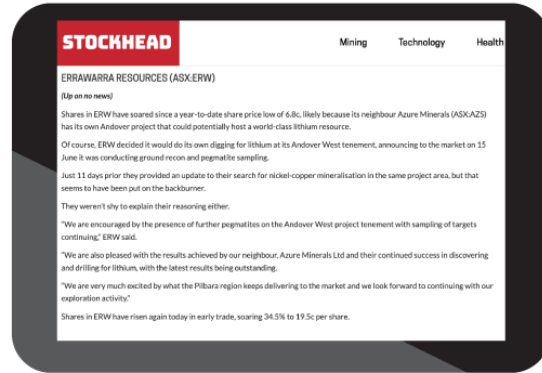 STOCKHEAD
Mining Technology Health
ERRAWARRA RESOURCES (ASX:ERW)
(Up on no news)
Shares in ERW have soared since a year-to-date share price low of 6.8c, likely because its neighbour Azure Minerals (ASX:AZS)
has its own Andover project that could potentially host a world-class lithium resource.
Of course, ERW decided it would do its own digging for lithium at its Andover West tenement, announcing to the market on 15
June it was conducting ground recon and pegmatite sampling.
Just 11 days prior they provided an update to their search for nickel-copper mineralisation in the same project area, but that
seems to have been put on the backburner.
They weren't shy to explain their reasoning either.
"We are encouraged by the presence of further pegmatites on the Andover West project tenement with sampling of targets
continuing," ERW said.
"We are also pleased with the results achieved by our neighbour, Azure Minerals Ltd and their continued success in discovering
and drilling for lithium, with the latest results being outstanding.
"We are very much excited by what the Pilbara region keeps delivering to the market and we look forward to continuing with our
exploration activity."
Shares in ERW have risen again today in early trade, soaring 34.5% to 19.5c per share.